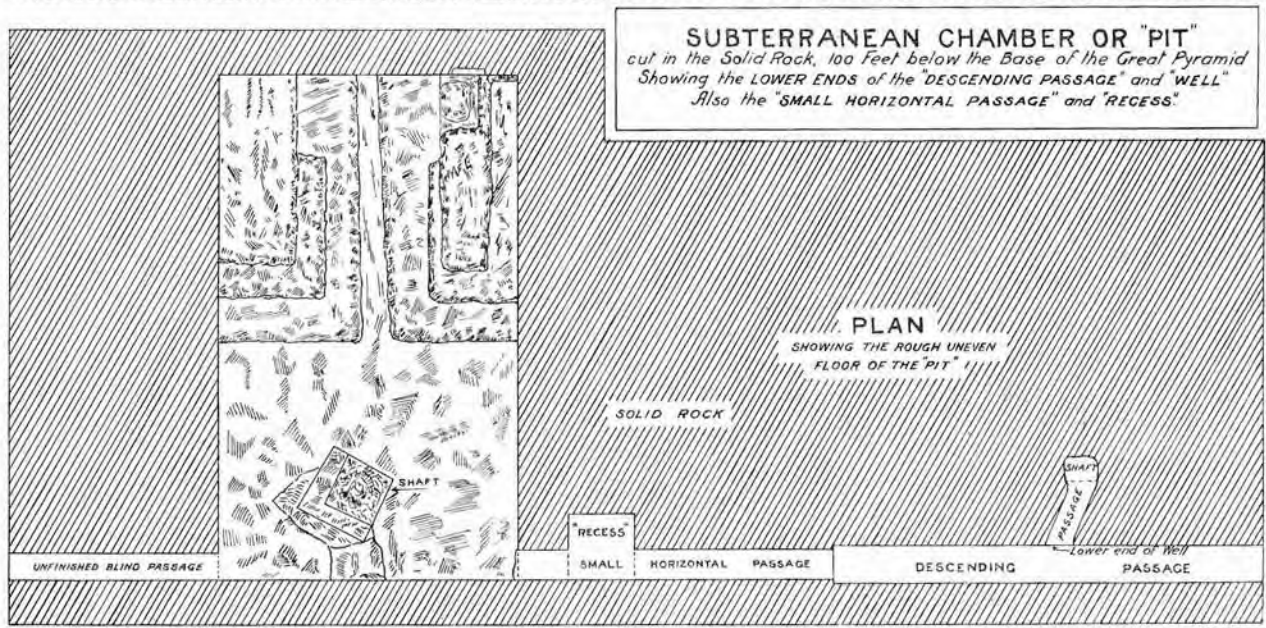 SUBTERRANEAN CHAMBER OR "PIT"
cut in the Solid Rock, 100 Feet below the Base of the Great Pyramid
Showing the LOWER ENDS of the "DESCENDING PASSAGE" and "WELL"
Also the "SMALL HORIZONTAL PASSAGE" and "RECESS."
PLAN
SHOWING THE ROUGH UNEVEN
FLOOR OF THE "PIT"
SOLID ROCK
SHAFT
SHAFT
PASSAGE
"RECESS"
Lower end of Well
UNFINISHED BLIND PASSAGE
SMALL HORIZONTAL PASSAGE
DESCENDING PASSAGE